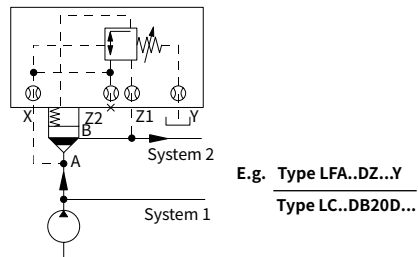 X
Z2
Z1
Y
B
A
System 2
System 1
E.g. Type LFA..DZ...Y
Type LC..DB20D...